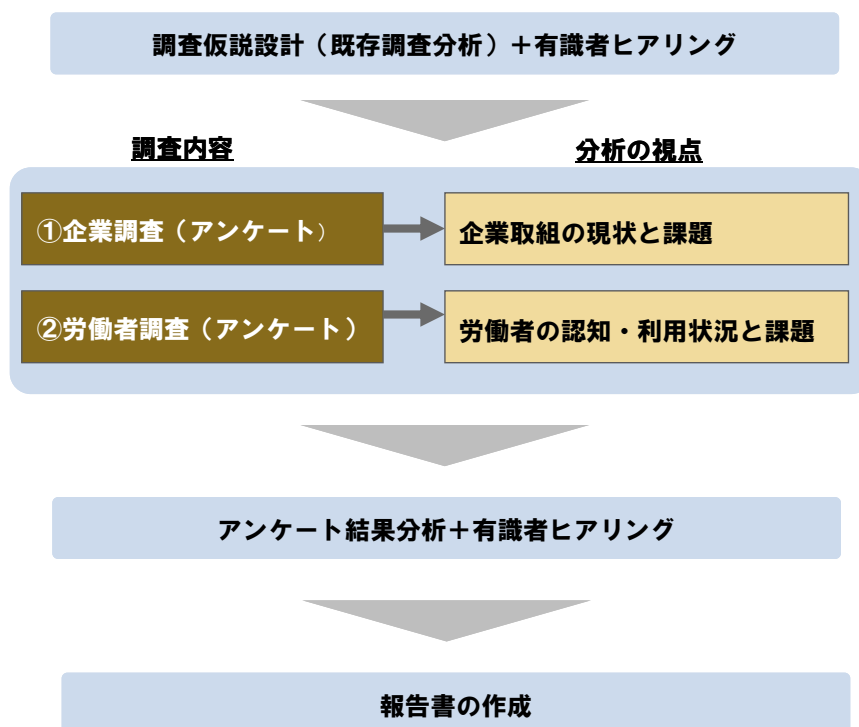 調査仮説設計（既存調査分析）＋有識者ヒアリング
調査内容
分析の視点
①企業調査（アンケート）
企業取組の現状と課題
②労働者調査（アンケート）
労働者の認知・利用状況と課題
アンケート結果分析＋有識者ヒアリング
報告書の作成